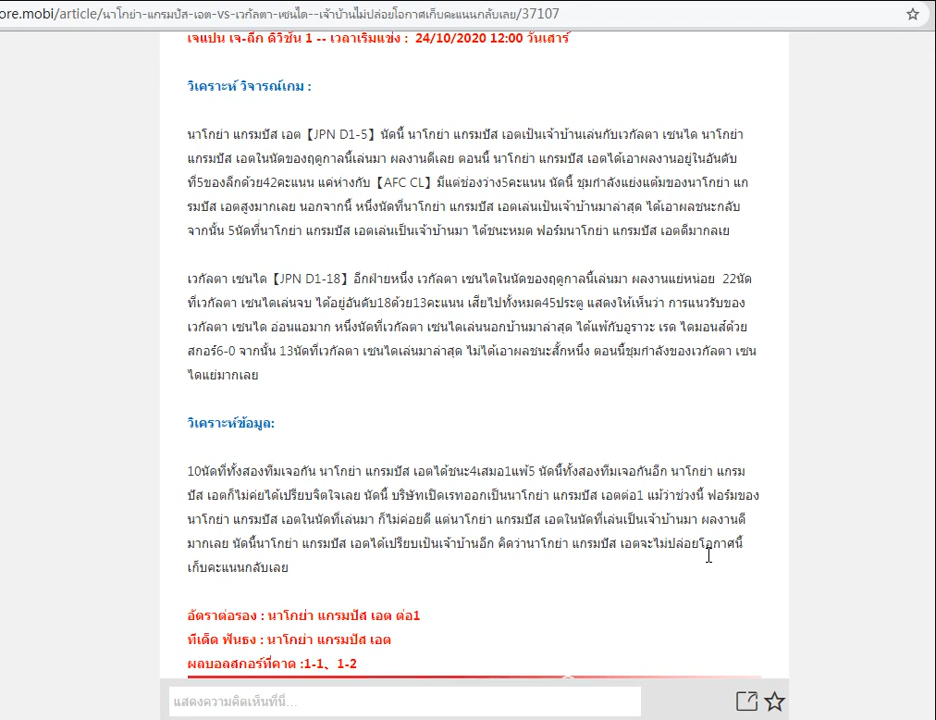 ore.mobi/article/นาโกย่า-แกรมปัส-เอต-vs-เวกัลตา-เซนได--เจ้าบ้านไม่ปล่อยโอกาศเก็บคะแนนกลับเลย/37107
เจแปน เจ-ลีก ดิวิชั่น 1 -- เวลาเริ่มแข่ง : 24/10/2020 12:00 วันเสาร์
วิเคราะห์ วิจารณ์เกม :
นาโกย่า แกรมปัส เอต【JPN D1-5】นัดนี้ นาโกย่า แกรมปัส เอตเป็นเจ้าบ้านเล่นกับเวกัลตา เซนได นาโกย่า
แกรมปัส เอตในนัดของฤดูกาลนี้เล่นมา ผลงานดีเลย ตอนนี้ นาโกย่า แกรมปัส เอตได้เอาผลงานอยู่ในอันดับ
ที่5ของลีกด้วย42คะแนน แค่ห่างกับ【AFC CL】มีแต่ช่องว่าง5คะแนน นัดนี้ ชุมกำลังแย่งแต้มของนาโกย่า แก
รมปัส เอตสูงมากเลย นอกจากนี้ หนึ่งนัดที่นาโกย่า แกรมปัส เอตเล่นเป็นเจ้าบ้านมาล่าสุด ได้เอาผลชนะกลับ
จากนั้น 5นัดที่นาโกย่า แกรมปัส เอตเล่นเป็นเจ้าบ้านมา ได้ชนะหมด ฟอร์มนาโกย่า แกรมปัส เอตดีมากลเย
เวกัลตา เซนได【JPN D1-18】อีกฝ่ายหนึ่ง เวกัลตา เซนไดในนัดของฤดูกาลนี้เล่นมา ผลงานแย่หน่อย 22นัด
ที่เวกัลตา เซนไดเล่นจบ ได้อยู่อันดับ18ด้วย13คะแนน เสี่ยไปทั้งหมด45ประตู แสดงให้เห็นว่า การแนวรับของ
เวกัลตา เซนได อ่อนแอมาก หนึ่งนัดที่เวกัลตา เซนไดเล่นนอกบ้านมาล่าสุด ได้แพ้กับอุราวะ เรด ไดมอนส์ด้วย
สกอร์6-0 จากนั้น 13นัดที่เวกัลตา เซนไดเล่นมาล่าสุด ไม่ได้เอาผลชนะสั้กหนึ่ง ตอนนี้ชุมกำลังของเวกัลตา เซน
ไดแย่มากเลย
วิเคราะห์ข้อมูล:
10นัดที่ทั้งสองทีมเจอกัน นาโกย่า แกรมปัส เอตได้ชนะ4เสมอ1แพ้5 นัดนี้ทั้งสองทีมเจอกันอีก นาโกย่า แกรม
ปัส เอตก็ไม่ค่ยได้เปรียบจิตใจเลย นัดนี้ บริษัทเปิดเรทออกเป็นนาโกย่า แกรมปัส เอตต่อ1 แม้ว่าช่วงนี้ ฟอร์มของ
นาโกย่า แกรมปัส เอตในนัดที่เล่นมา ก็ไม่ค่อยดี แต่นาโกย่า แกรมปัส เอตในนัดที่เล่นเป็นเจ้าบ้านมา ผลงานดี
มากเลย นัดนี้นาโกย่า แกรมปัส เอตได้เปรียบเป็นเจ้าบ้านอีก คิดว่านาโกย่า แกรมปัส เอตจะไม่ปล่อยโอกาศนี้
เก็บคะแนนกลับเลย
อัตราต่อรอง : นาโกย่า แกรมปัส เอต ต่อ1
ทีเด็ด ฟันธง : นาโกย่า แกรมปัส เอต
ผลบอลสกอร์ที่คาด :1-1、1-2
แสดงความคิดเห็นที่นี่...